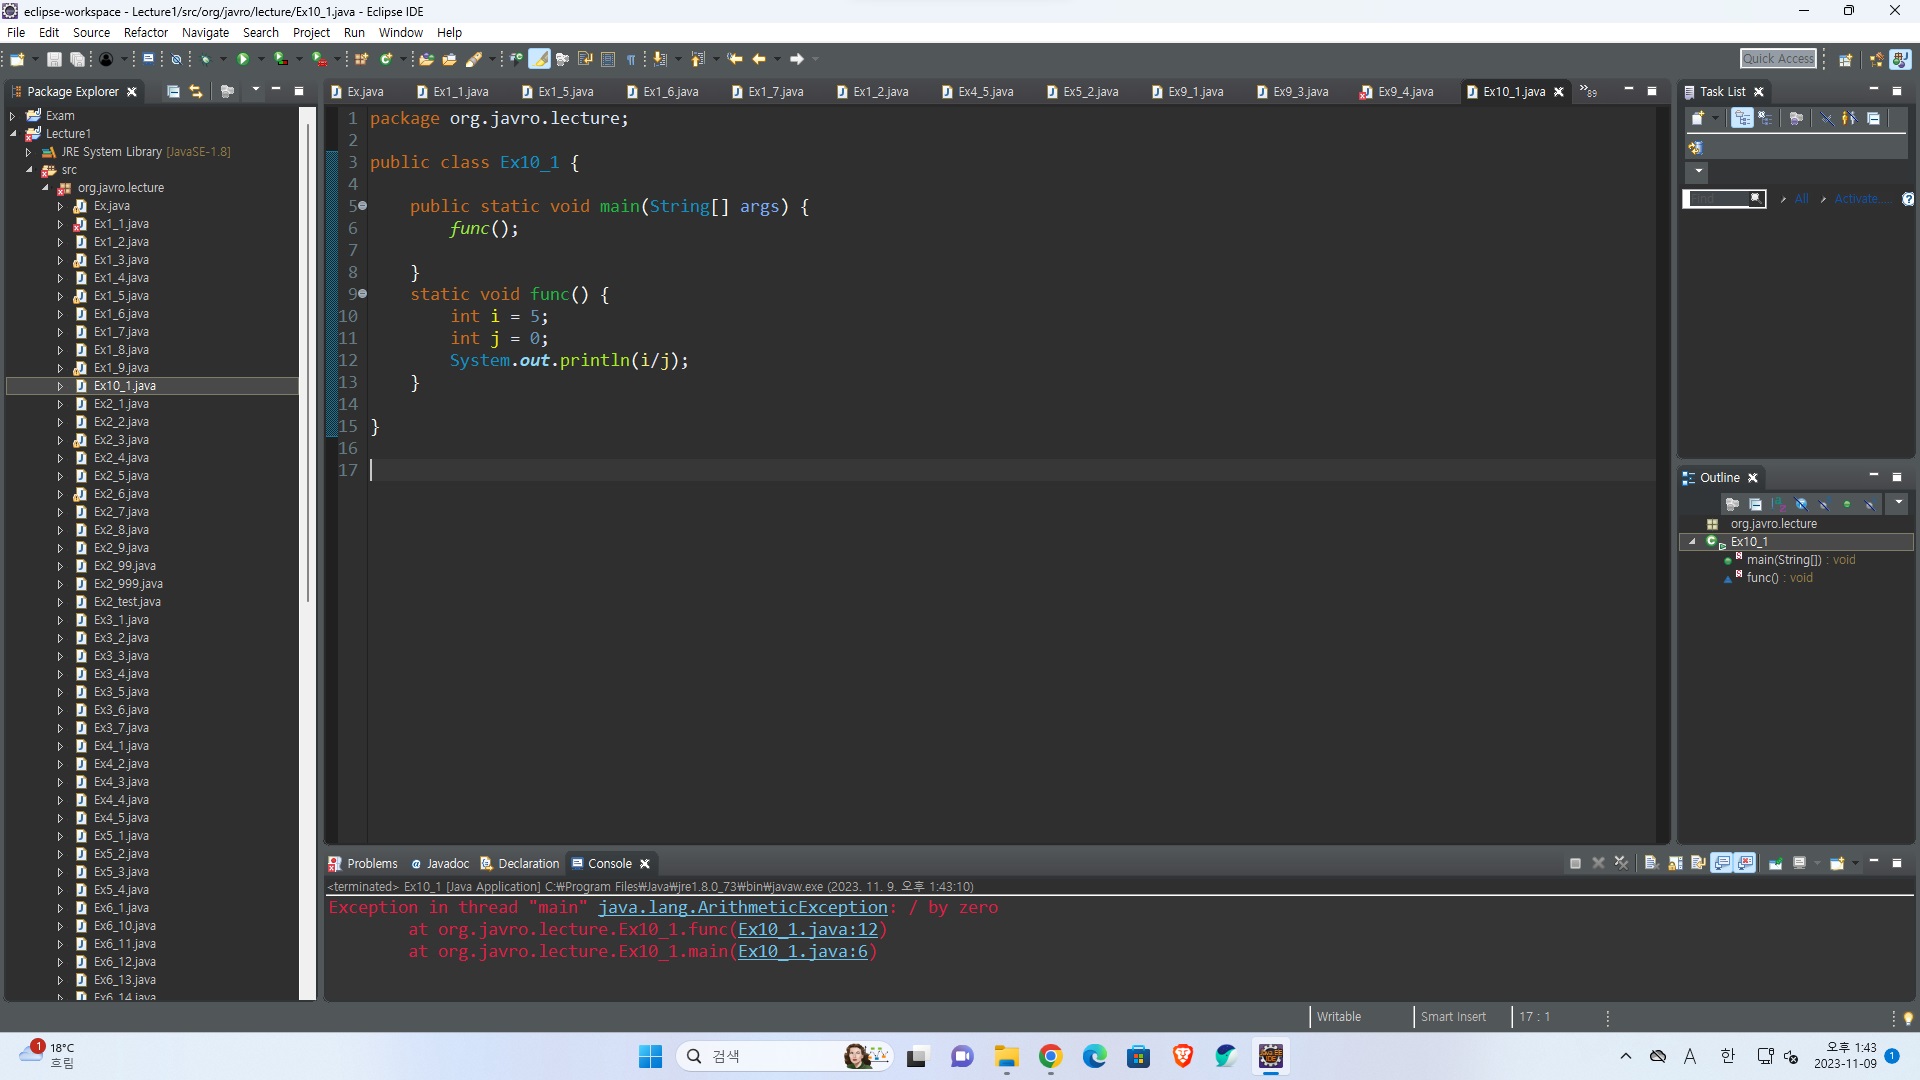 eclipse-workspace - Lecture1/src/org/javro/lecture/Ex10_1.java - Eclipse IDE
File Edit Source Refactor Navigate Search Project Run Window Help
Quick Access
Package Explorer
Exam
Lecture1
JRE System Library [JavaSE-1.8]
src
org.javro.lecture
Ex.java
Ex1_1.java
Ex1_2.java
Ex1_3.java
Ex1_4.java
Ex1_5.java
Ex1_6.java
Ex1_7.java
Ex1_8.java
Ex1_9.java
Ex10_1.java
Ex2_1.java
Ex2_2.java
Ex2_3.java
Ex2_4.java
Ex2_5.java
Ex2_6.java
Ex2_7.java
Ex2_8.java
Ex2_9.java
Ex2_99.java
Ex2_999.java
Ex2_test.java
Ex3_1.java
Ex3_2.java
Ex3_3.java
Ex3_4.java
Ex3_5.java
Ex3_6.java
Ex3_7.java
Ex4_1.java
Ex4_2.java
Ex4_3.java
Ex4_4.java
Ex4_5.java
Ex5_1.java
Ex5_2.java
Ex5_3.java
Ex5_4.java
Ex6_1.java
Ex6_10.java
Ex6_11.java
Ex6_12.java
Ex6_13.java
Ex6_14.java
Ex.java Ex1_1.java Ex1_5.java Ex1_6.java Ex1_7.java Ex1_2.java Ex4_5.java Ex5_2.java Ex9_1.java Ex9_3.java Ex9_4.java Ex10_1.java »89
1 package org.javro.lecture;
2
3 public class Ex10_1 {
4
5 public static void main(String[] args) {
6 func();
7
8 }
9 static void func() {
10 int i = 5;
11 int j = 0;
12 System.out.println(i/j);
13 }
14
15 }
16
17
Task List
Find All Activate...
Outline
org.javro.lecture
Ex10_1
main(String[]) : void
func() : void
Problems Javadoc Declaration Console
<terminated> Ex10_1 [Java Application] C:₩Program Files₩Java₩jre1.8.0_73₩bin₩javaw.exe (2023. 11. 9. 오후 1:43:10)
Exception in thread "main" java.lang.ArithmeticException: / by zero
at org.javro.lecture.Ex10_1.func(Ex10_1.java:12)
at org.javro.lecture.Ex10_1.main(Ex10_1.java:6)
Writable Smart Insert 17 : 1
1 18°C
흐림
검색
A 한 오후 1:43
2023-11-09 1